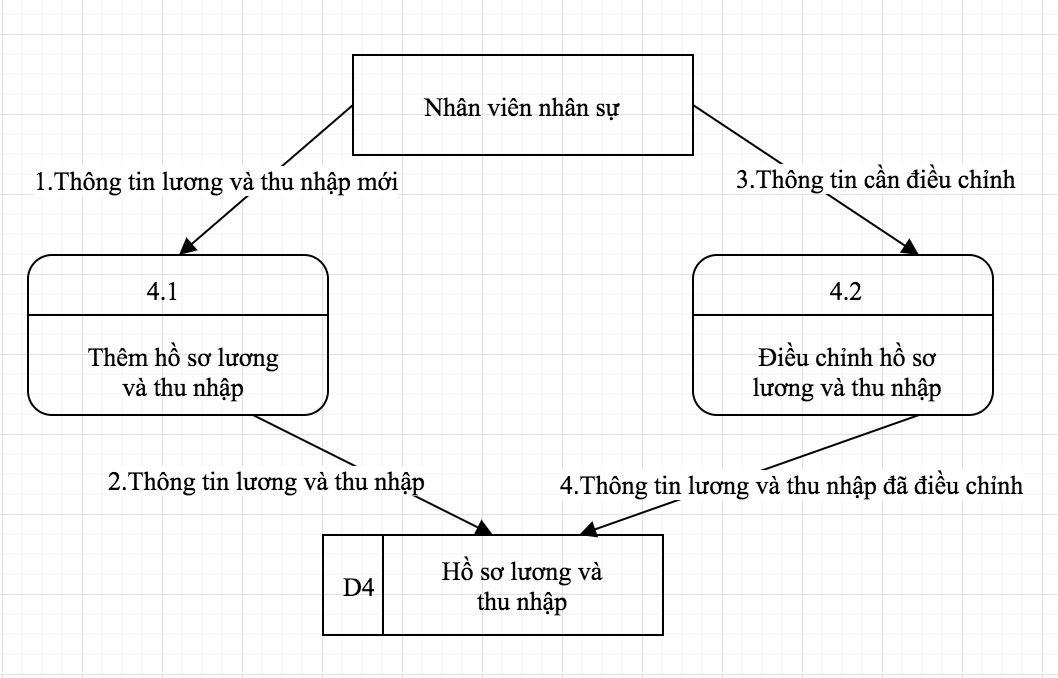 Nhân viên nhân sự
1.Thông tin lương và thu nhập mới
3.Thông tin cần điều chỉnh
4.1
Thêm hồ sơ lương
và thu nhập
4.2
Điều chỉnh hồ sơ
lương và thu nhập
2.Thông tin lương và thu nhập
4.Thông tin lương và thu nhập đã điều chỉnh
D4
Hồ sơ lương và
thu nhập